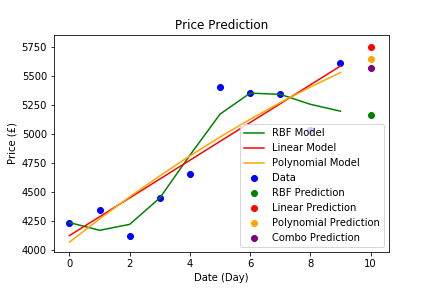 Price Prediction
Price (£)
5750
5500
5250
5000
4750
4500
4250
4000
RBF Model
Linear Model
Polynomial Model
Data
RBF Prediction
Linear Prediction
Polynomial Prediction
Combo Prediction
0 2 4 6 8 10
Date (Day)